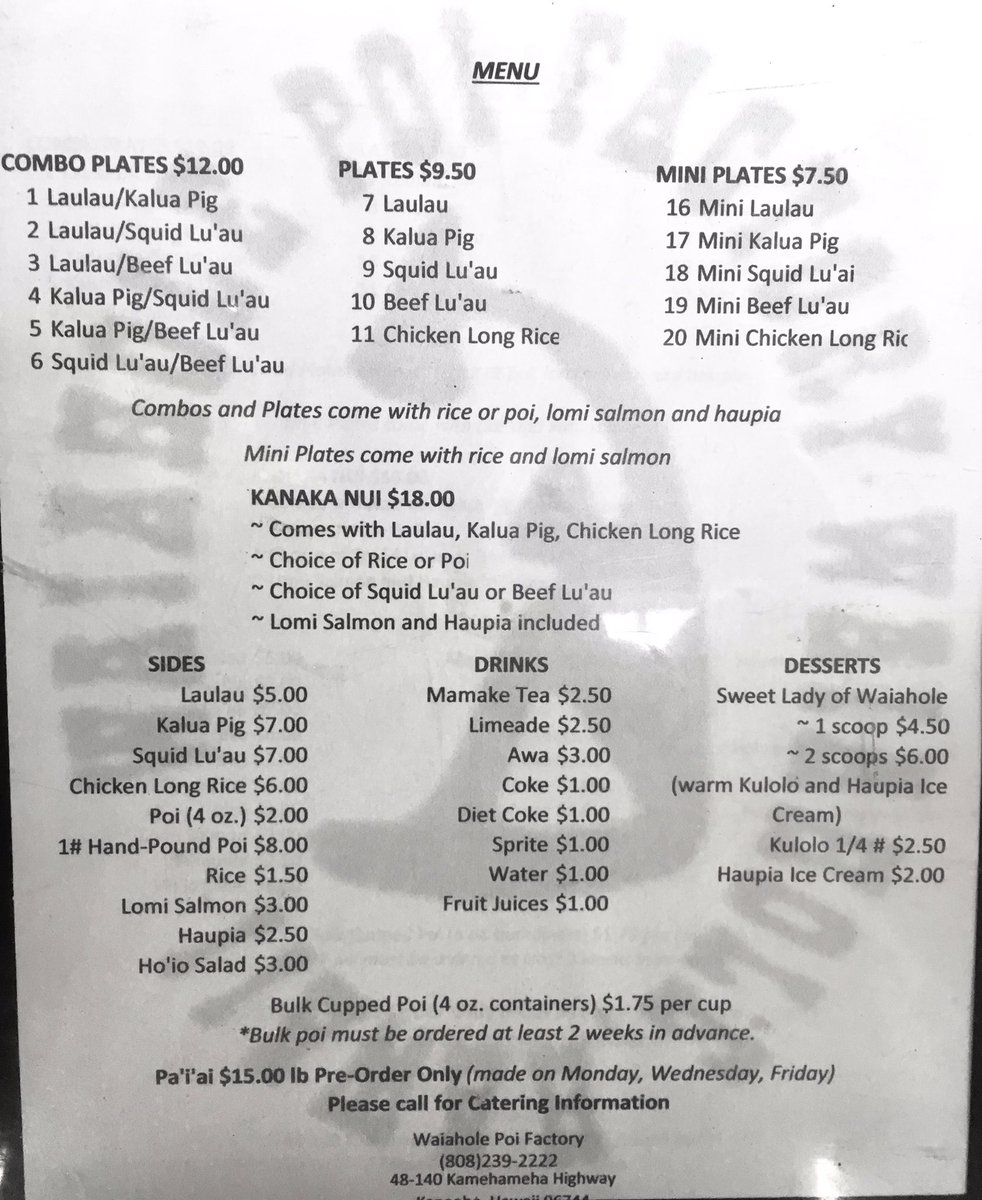 MENU
COMBO PLATES $12.00
1 Laulau/Kalua Pig
2 Laulau/Squid Lu'au
3 Laulau/Beef Lu'au
4 Kalua Pig/Squid Lu'au
5 Kalua Pig/Beef Lu'au
6 Squid Lu'au/Beef Lu'au
PLATES $9.50
7 Laulau
8 Kalua Pig
9 Squid Lu'au
10 Beef Lu'au
11 Chicken Long Rice
MINI PLATES $7.50
16 Mini Laulau
17 Mini Kalua Pig
18 Mini Squid Lu'ai
19 Mini Beef Lu'au
20 Mini Chicken Long Ric
Combos and Plates come with rice or poi, lomi salmon and haupia
Mini Plates come with rice and lomi salmon
KANAKA NUI $18.00
~ Comes with Laulau, Kalua Pig, Chicken Long Rice
~ Choice of Rice or Poi
~ Choice of Squid Lu'au or Beef Lu'au
~ Lomi Salmon and Haupia included
SIDES
Laulau $5.00
Kalua Pig $7.00
Squid Lu'au $7.00
Chicken Long Rice $6.00
Poi (4 oz.) $2.00
1# Hand-Pound Poi $8.00
Rice $1.50
Lomi Salmon $3.00
Haupia $2.50
Ho'io Salad $3.00
DRINKS
Mamake Tea $2.50
Limeade $2.50
Awa $3.00
Coke $1.00
Diet Coke $1.00
Sprite $1.00
Water $1.00
Fruit Juices $1.00
DESSERTS
Sweet Lady of Waiahole
~ 1 scoop $4.50
~ 2 scoops $6.00
(warm Kulolo and Haupia Ice
Cream)
Kulolo 1/4 # $2.50
Haupia Ice Cream $2.00
Bulk Cupped Poi (4 oz. containers) $1.75 per cup
*Bulk poi must be ordered at least 2 weeks in advance.
Pa'i'ai $15.00 lb Pre-Order Only (made on Monday, Wednesday, Friday)
Please call for Catering Information
Waiahole Poi Factory
(808)239-2222
48-140 Kamehameha Highway